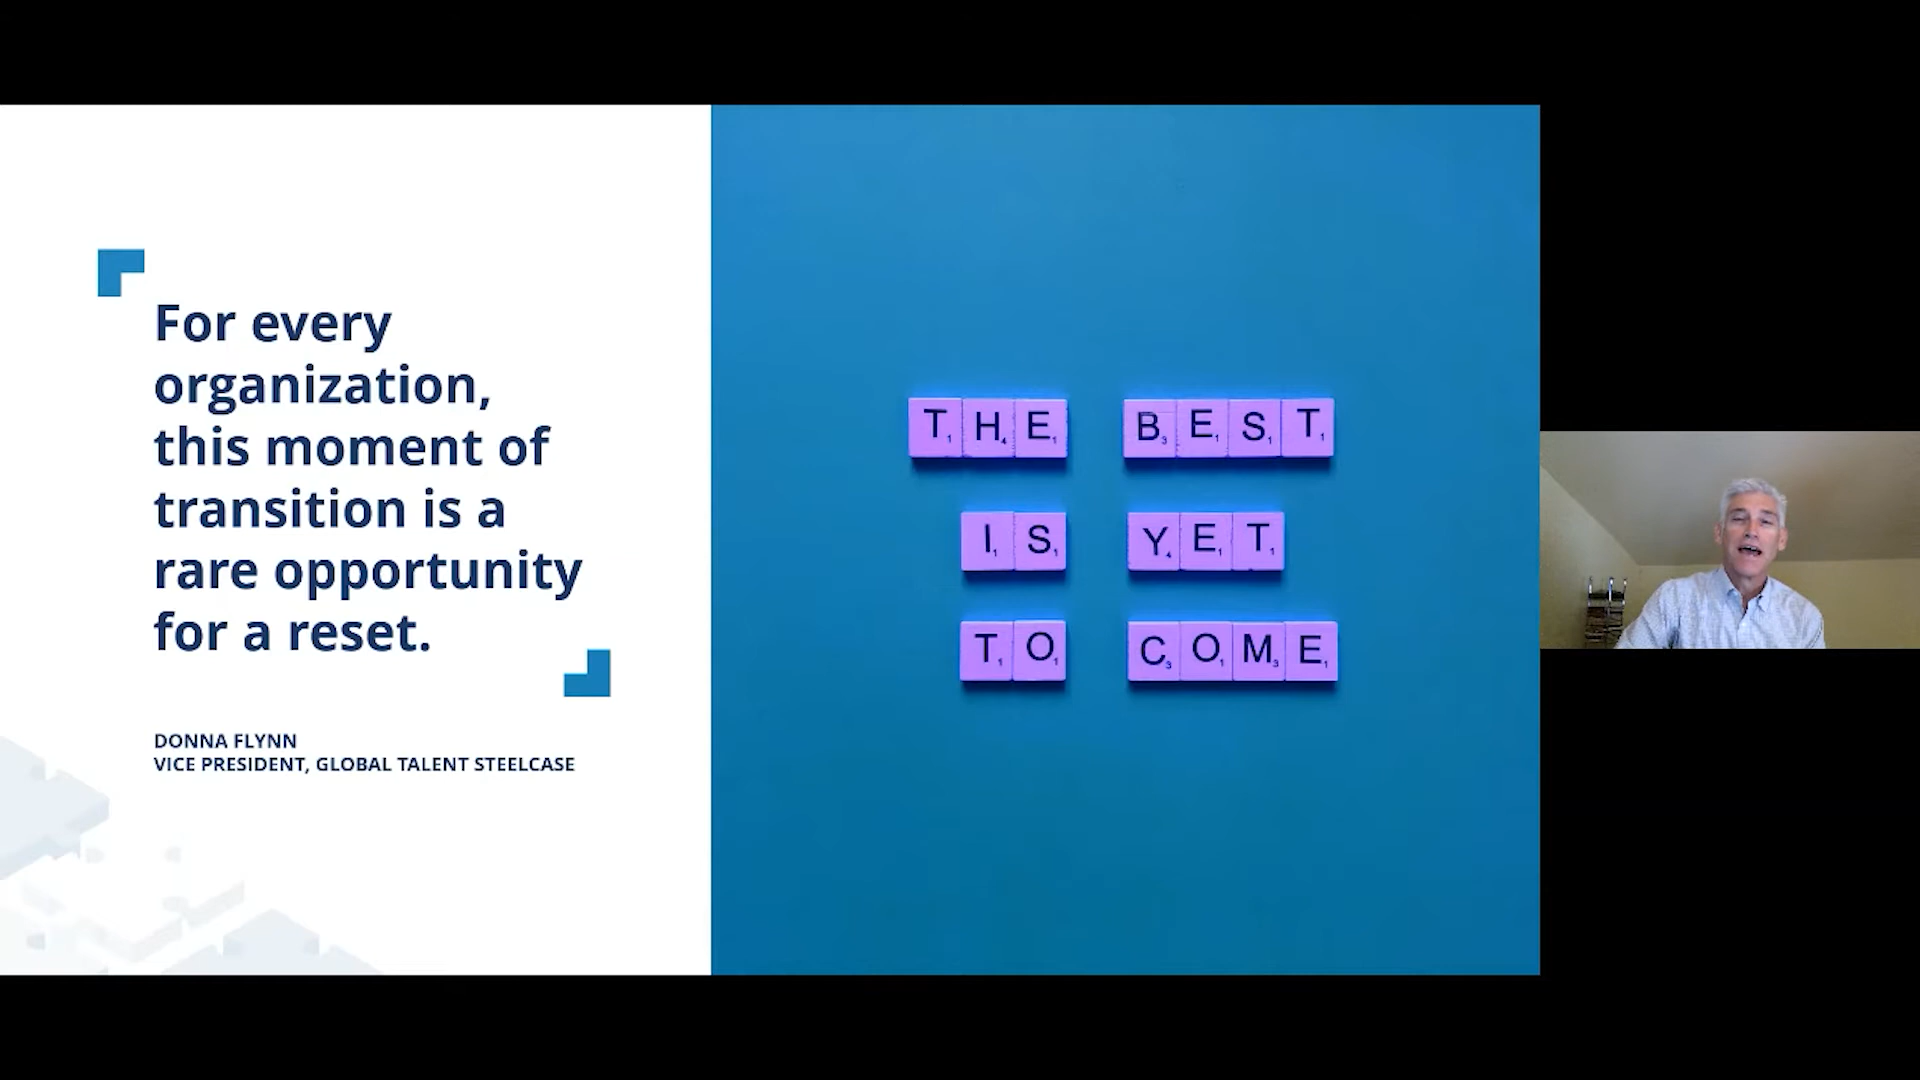 For every
organization,
this moment of
transition is a
rare opportunity
for a reset.
DONNA FLYNN
VICE PRESIDENT, GLOBAL TALENT STEELCASE
THE BEST
IS YET
TO COME